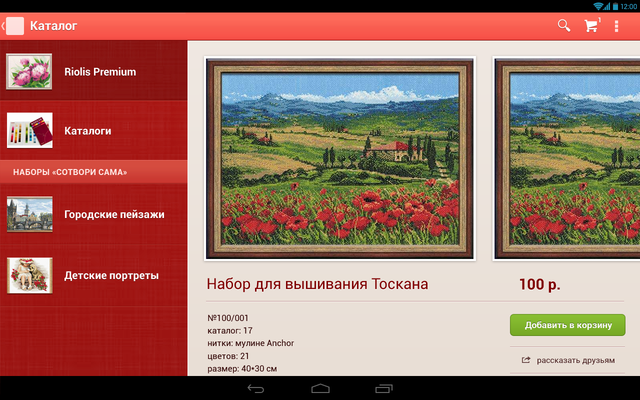 12:00
Каталог
1
Riolis Premium
Каталоги
НАБОРЫ «СОТВОРИ САМА»
Городские пейзажи
Детские портреты
Набор для вышивания Тоскана
100 р.
№100/001
каталог: 17
нитки: мулине Anchor
цветов: 21
размер: 40*30 см
Добавить в корзину
рассказать друзьям